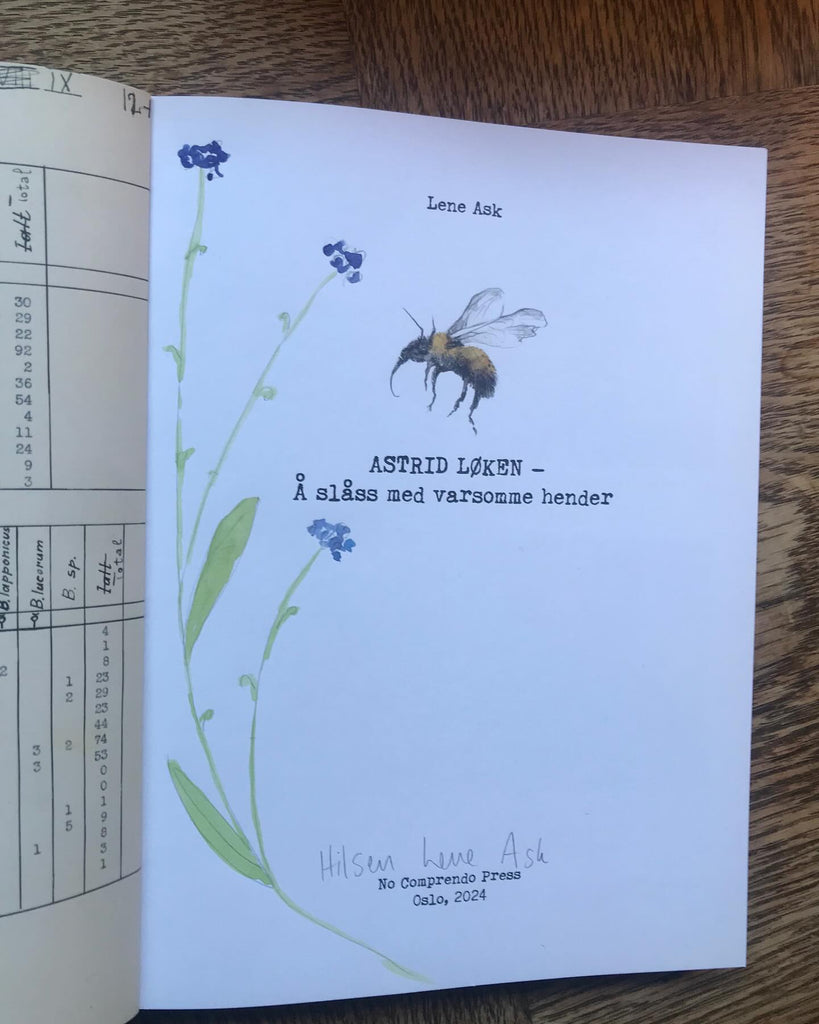 IX
12-
Total
30
29
22
92
2
36
54
4
11
24
9
3
B. lapponicus
B. lucorum
B. sp.
Total
4
1
8
2 23
1 29
2 23
44
3 2 74
3 53
0
0
1 1
5 9
8
1 3
1
Lene Ask
ASTRID LØKEN –
Å slåss med varsomme hender
Hilsen Lene Ask
No Comprendo Press
Oslo, 2024